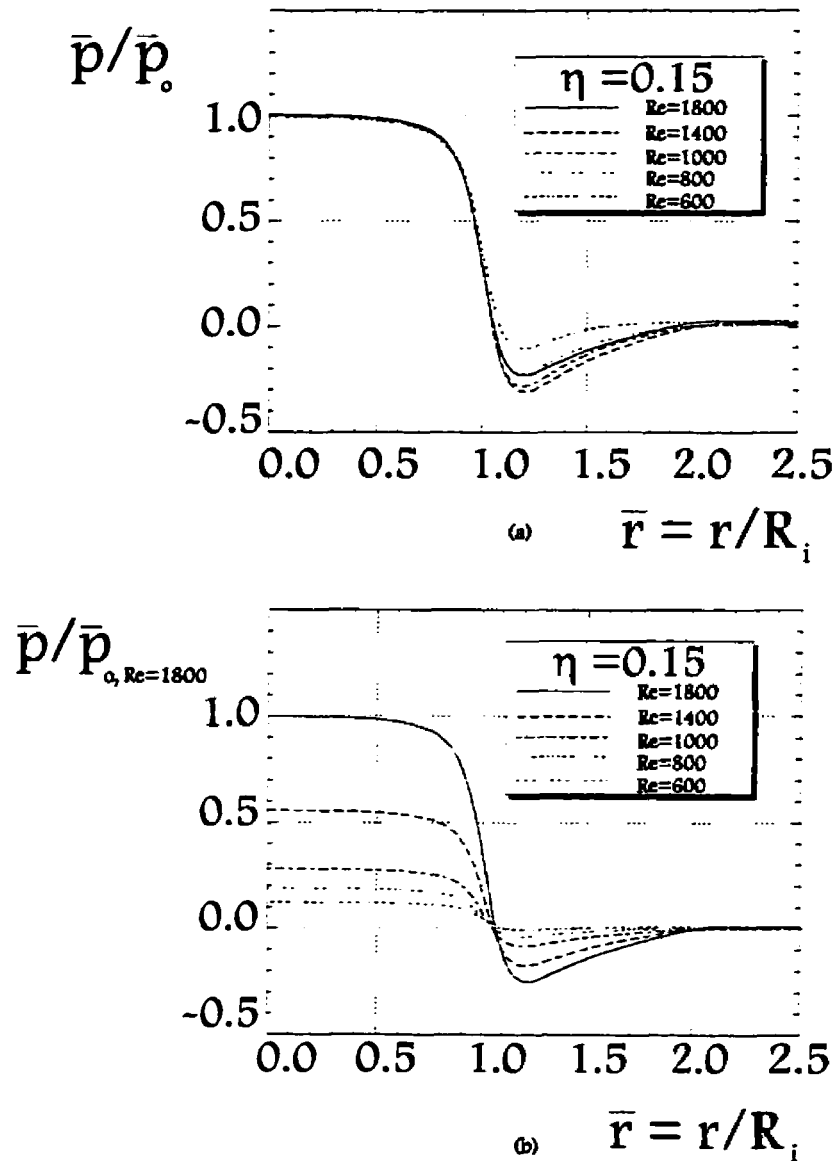 p̄/p̄ₒ
η =0.15
Re=1800
Re=1400
Re=1000
Re=800
Re=600
1.0
0.5
0.0
-0.5
0.0 0.5 1.0 1.5 2.0 2.5
(a) r̄ = r/Rᵢ
p̄/p̄ₒ, Re=1800
η =0.15
Re=1800
Re=1400
Re=1000
Re=800
Re=600
1.0
0.5
0.0
-0.5
0.0 0.5 1.0 1.5 2.0 2.5
(b) r̄ = r/Rᵢ